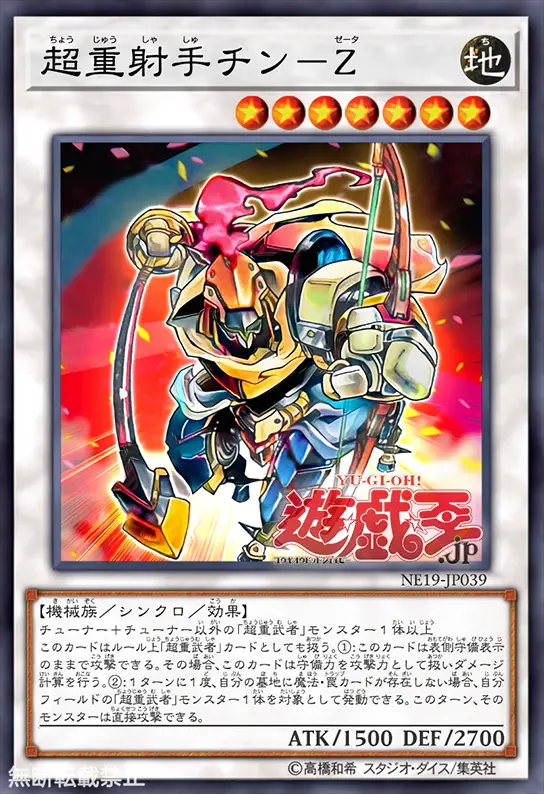 超重射手チン－Z
YU-GI-OH!
遊戯王
.jp
NE19-JP039
【機械族／シンクロ／効果】
チューナー＋チューナー以外の「超重武者」モンスター１体以上
このカードはルール上「超重武者」カードとしても扱う。①：このカードは表側守備表示
のままで攻撃できる。その場合、このカードは守備力を攻撃力として扱いダメージ
計算を行う。②：１ターンに１度、自分の墓地に魔法・罠カードが存在しない場合、自分
フィールドの「超重武者」モンスター１体を対象として発動できる。このターン、その
モンスターは直接攻撃できる。
ATK/1500 DEF/2700
無断転載禁止
©高橋和希 スタジオ・ダイス/集英社
地